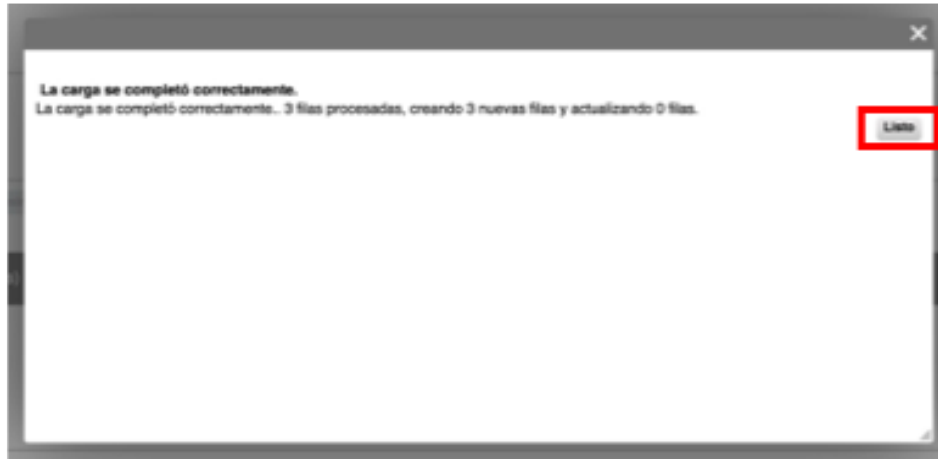 La carga se completó correctamente.
La carga se completó correctamente.. 3 filas procesadas, creando 3 nuevas filas y actualizando 0 filas.
Listo